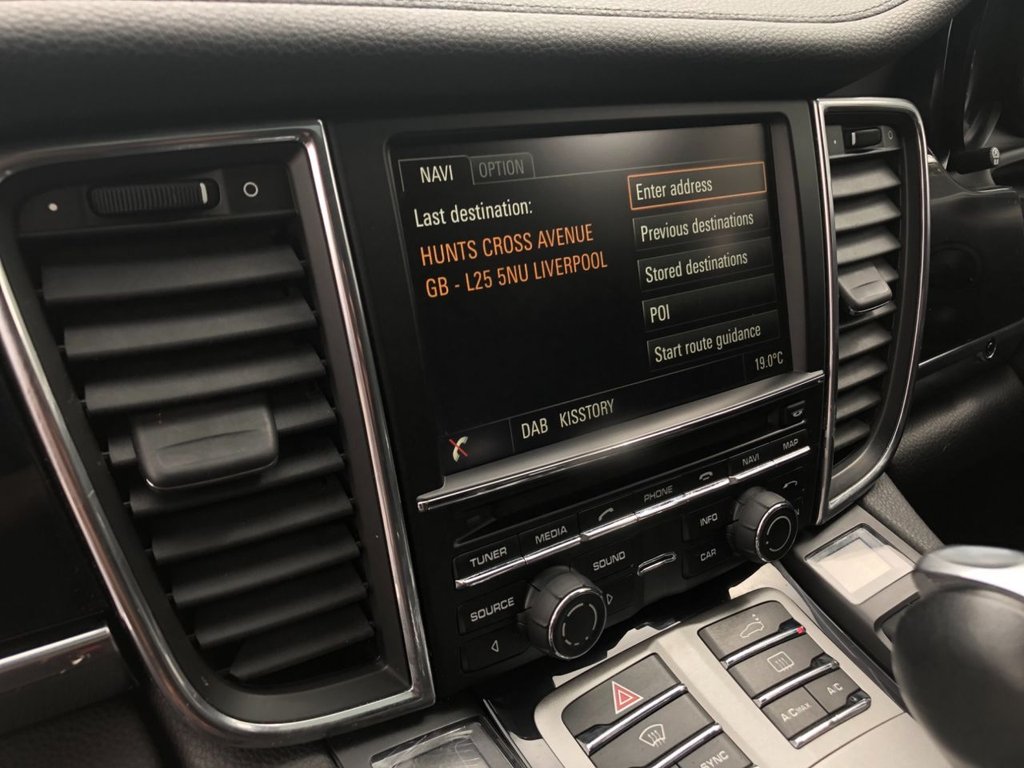 NAVI
OPTION
Last destination:
HUNTS CROSS AVENUE
GB - L25 5NU LIVERPOOL
Enter address
Previous destinations
Stored destinations
POI
Start route guidance
19.0°C
DAB KISSTORY
TUNER
MEDIA
PHONE
NAVI
MAP
SOURCE
SOUND
INFO
CAR
A/C
A/C MAX
SYNC